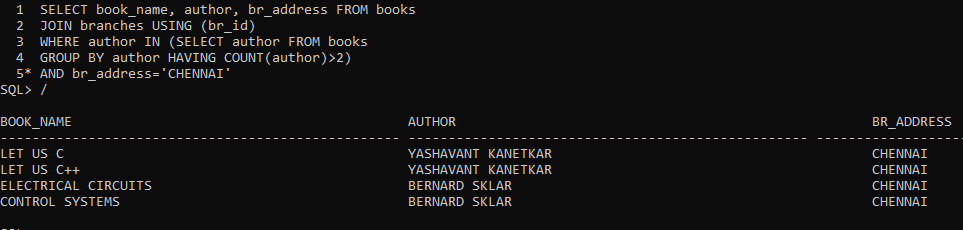 1  SELECT book_name, author, br_address FROM books
2  JOIN branches USING (br_id)
3  WHERE author IN (SELECT author FROM books
4  GROUP BY author HAVING COUNT(author)>2)
5* AND br_address='CHENNAI'
SQL> /
BOOK_NAME AUTHOR BR_ADDRESS
-------------------------------------------------- -------------------------------------------------- ------------------
LET US C YASHAVANT KANETKAR CHENNAI
LET US C++ YASHAVANT KANETKAR CHENNAI
ELECTRICAL CIRCUITS BERNARD SKLAR CHENNAI
CONTROL SYSTEMS BERNARD SKLAR CHENNAI